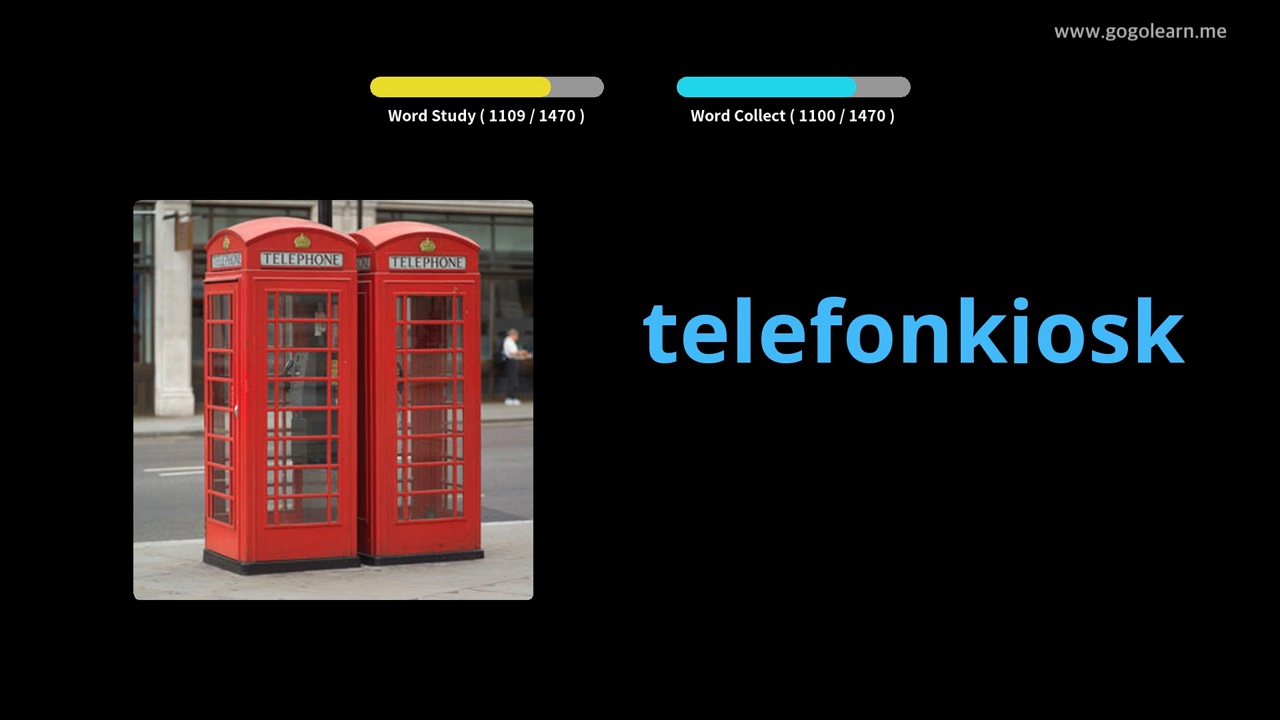 www.gogolearn.me
Word Study ( 1109 / 1470 )
Word Collect ( 1100 / 1470 )
TELEPHONE
TELEPHONE
telefonkiosk